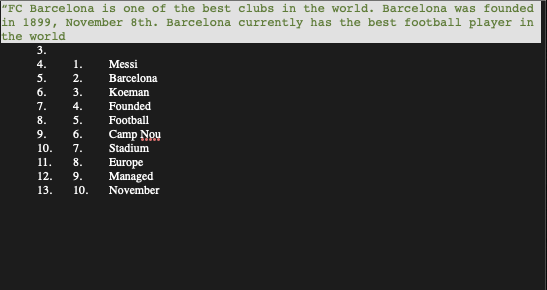 “FC Barcelona is one of the best clubs in the world. Barcelona was founded
in 1899, November 8th. Barcelona currently has the best football player in
the world
3.
4. 1. Messi
5. 2. Barcelona
6. 3. Koeman
7. 4. Founded
8. 5. Football
9. 6. Camp Nou
10. 7. Stadium
11. 8. Europe
12. 9. Managed
13. 10. November